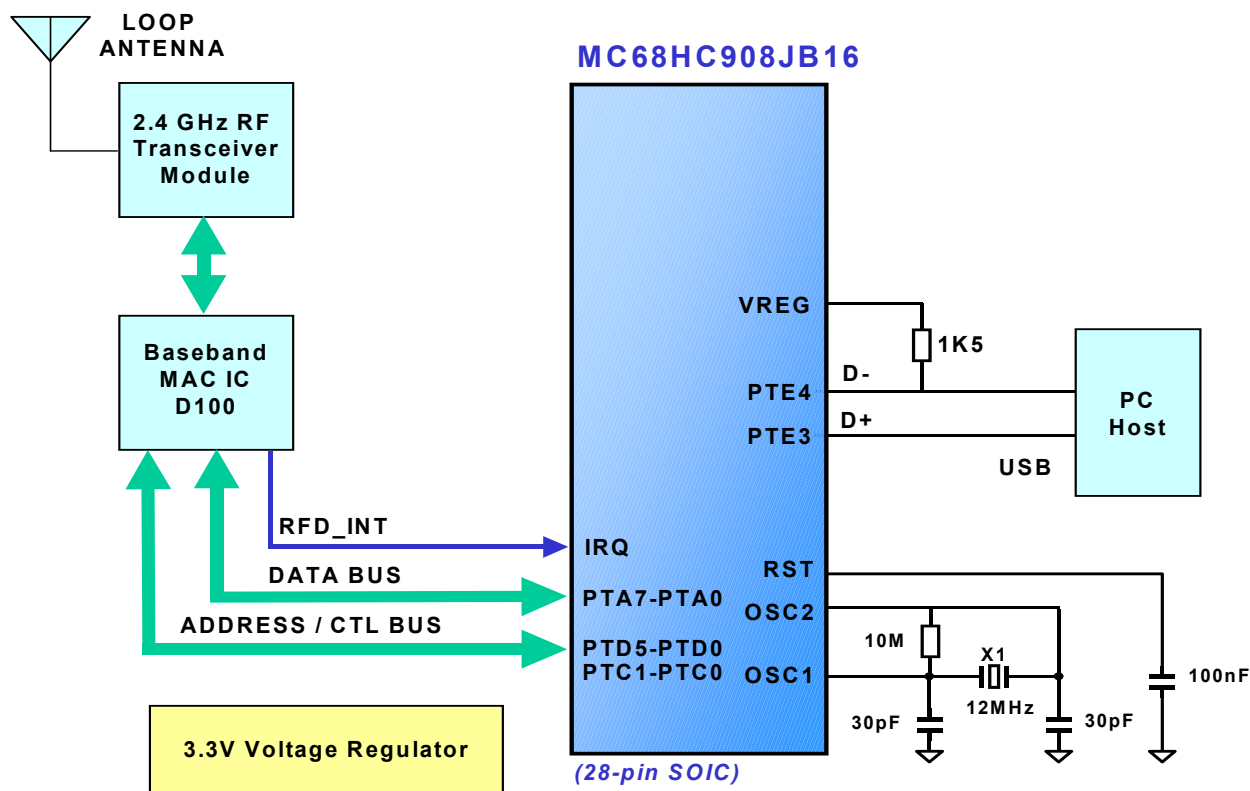 LOOP
ANTENNA
MC68HC908JB16
2.4 GHz RF
Transceiver
Module
Baseband
MAC IC
D100
VREG
1K5
D-
PTE4
D+
PTE3
USB
PC
Host
RFD_INT
IRQ
DATA BUS
PTA7-PTA0
ADDRESS / CTL BUS
PTD5-PTD0
PTC1-PTC0
RST
OSC2
10M
X1
OSC1
12MHz
100nF
30pF
30pF
3.3V Voltage Regulator
(28-pin SOIC)